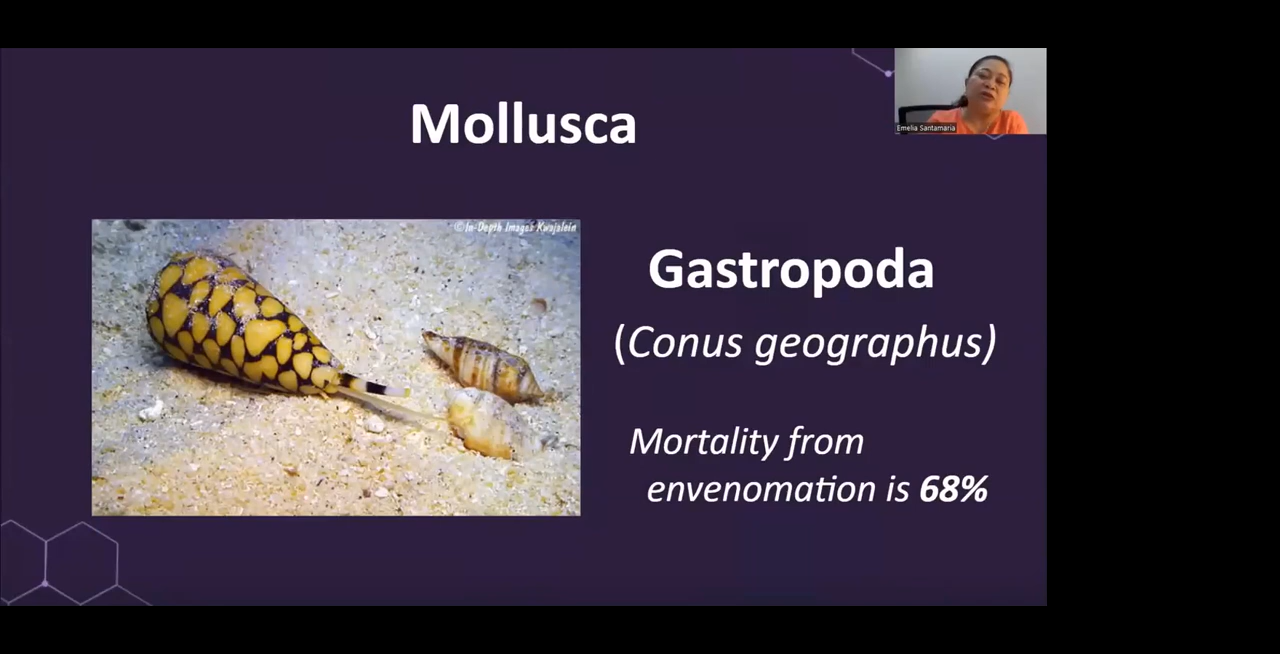 Mollusca
Emelia Santamaria
© In-Depth Images Kwajalein
Gastropoda
(Conus geographus)
Mortality from
envenomation is 68%